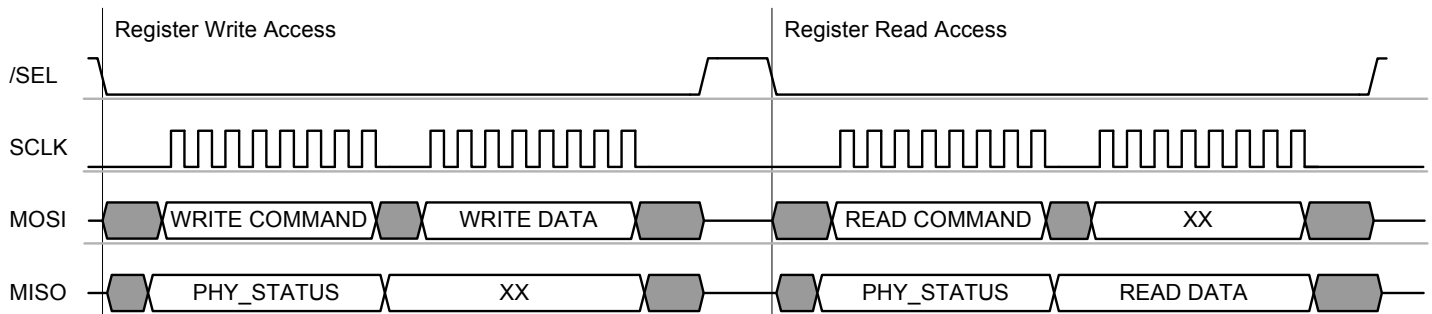 Register Write Access Register Read Access
/SEL
SCLK
MOSI WRITE COMMAND WRITE DATA READ COMMAND XX
MISO PHY_STATUS XX PHY_STATUS READ DATA